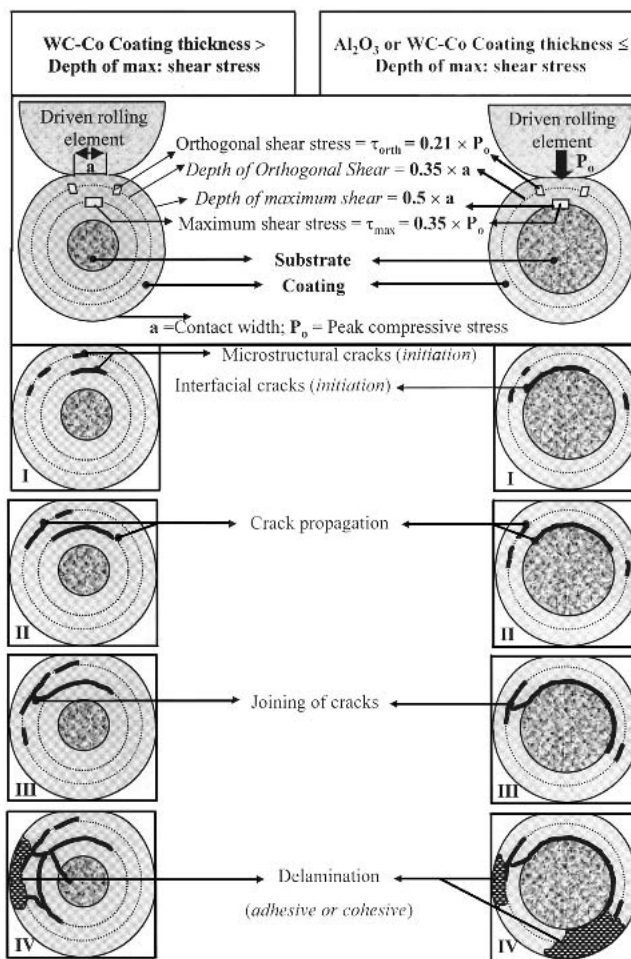 WC-Co Coating thickness >
Depth of max: shear stress
Al₂O₃ or WC-Co Coating thickness ≤
Depth of max: shear stress
Driven rolling
element
a
Orthogonal shear stress = τorth = 0.21 × Po
Depth of Orthogonal Shear = 0.35 × a
Depth of maximum shear = 0.5 × a
Maximum shear stress = τmax = 0.35 × Po
Driven rolling
element
Po
Substrate
Coating
a =Contact width; Po = Peak compressive stress
Microstructural cracks (initiation)
Interfacial cracks (initiation)
I
I
Crack propagation
II
II
Joining of cracks
III
III
Delamination
(adhesive or cohesive)
IV
IV